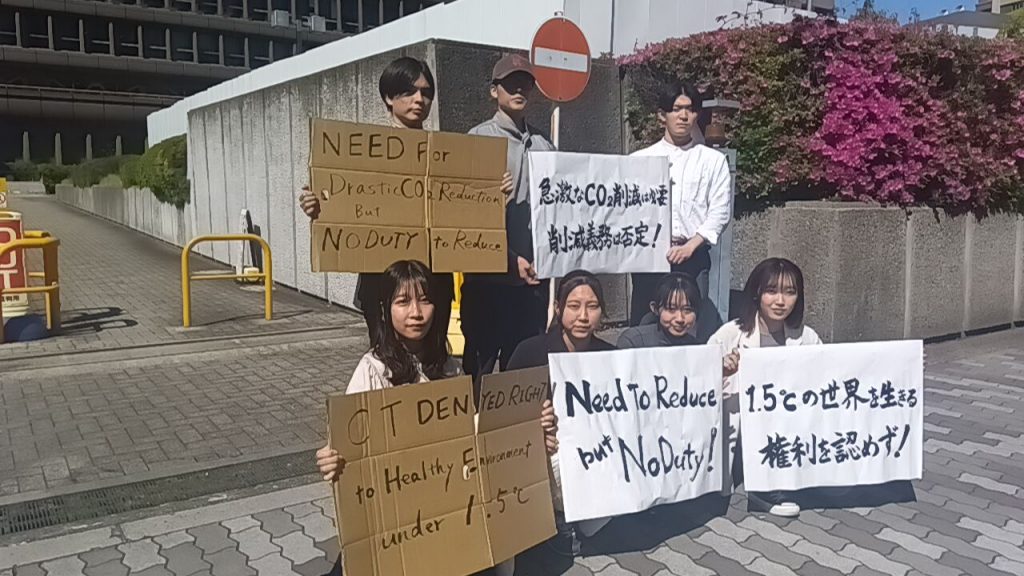 NEED For
Drastic CO2 Reduction
But
NO DUTY to Reduce
急激なCO2削減は必要
削減義務は否定!
CT DENYED RIGHT
to Healthy Environment
under 1.5℃
Need To Reduce
but No Duty!
1.5℃の世界を生きる
権利を認めず!